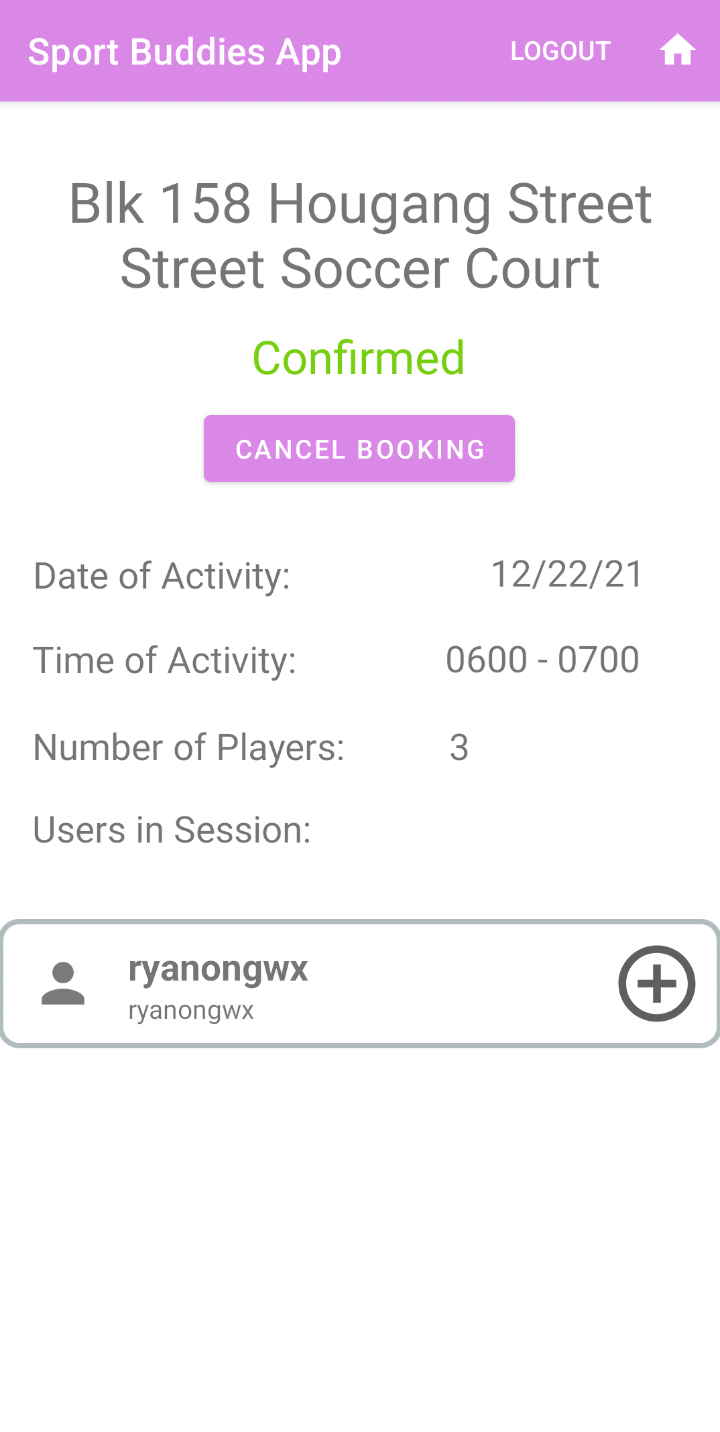 Sport Buddies App LOGOUT
Blk 158 Hougang Street
Street Soccer Court
Confirmed
CANCEL BOOKING
Date of Activity: 12/22/21
Time of Activity: 0600 - 0700
Number of Players: 3
Users in Session:
ryanongwx
ryanongwx